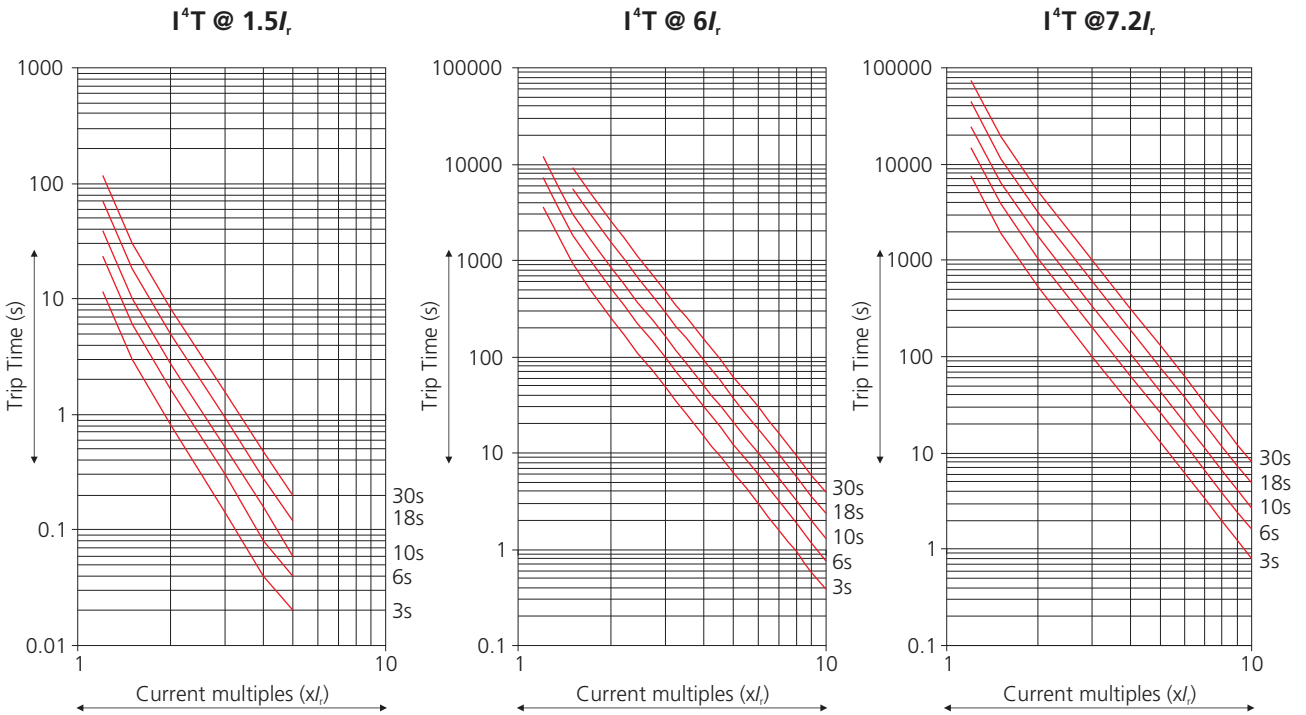 I⁴T @ 1.5Ir
1000
100
10
1
0.1
0.01
Trip Time (s)
30s
18s
10s
6s
3s
1
10
Current multiples (xIr)
I⁴T @ 6Ir
100000
10000
1000
100
10
1
0.1
Trip Time (s)
30s
18s
10s
6s
3s
1
10
Current multiples (xIr)
I⁴T @7.2Ir
100000
10000
1000
100
10
1
0.1
Trip Time (s)
30s
18s
10s
6s
3s
1
10
Current multiples (xIr)